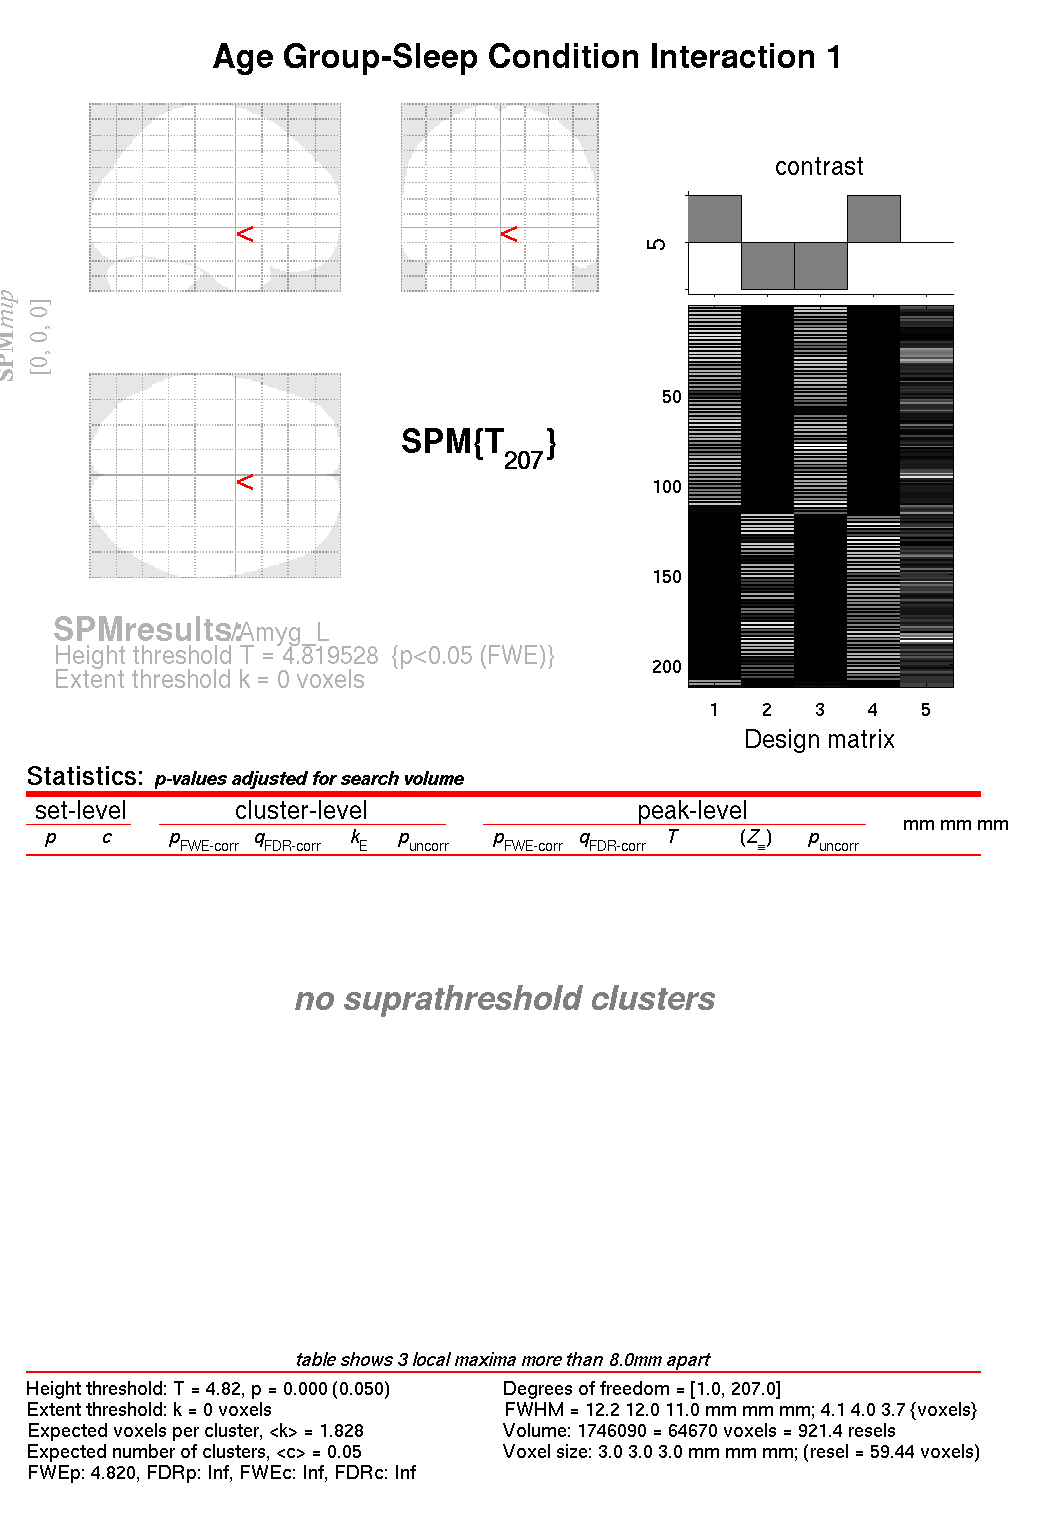 Age Group-Sleep Condition Interaction 1
contrast
5
SPMmip
[0, 0, 0]
SPM{T207}
50
100
150
200
1 2 3 4 5
Design matrix
SPMresults: /Amyg_L
Height threshold T = 4.819528 {p<0.05 (FWE)}
Extent threshold k = 0 voxels
Statistics: p-values adjusted for search volume
set-level cluster-level peak-level
mm mm mm
p c pFWE-corr qFDR-corr kE puncorr pFWE-corr qFDR-corr T (Z≡) puncorr
no suprathreshold clusters
table shows 3 local maxima more than 8.0mm apart
Height threshold: T = 4.82, p = 0.000 (0.050)
Extent threshold: k = 0 voxels
Expected voxels per cluster, <k> = 1.828
Expected number of clusters, <c> = 0.05
FWEp: 4.820, FDRp: Inf, FWEc: Inf, FDRc: Inf
Degrees of freedom = [1.0, 207.0]
FWHM = 12.2 12.0 11.0 mm mm mm; 4.1 4.0 3.7 {voxels}
Volume: 1746090 = 64670 voxels = 921.4 resels
Voxel size: 3.0 3.0 3.0 mm mm mm; (resel = 59.44 voxels)